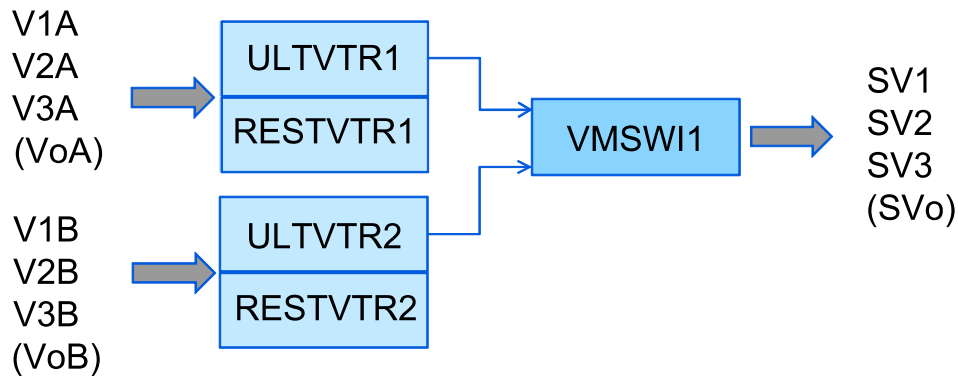 V1A
V2A
V3A
(VoA)
ULTVTR1
RESTVTR1
V1B
V2B
V3B
(VoB)
ULTVTR2
RESTVTR2
VMSWI1
SV1
SV2
SV3
(SVo)